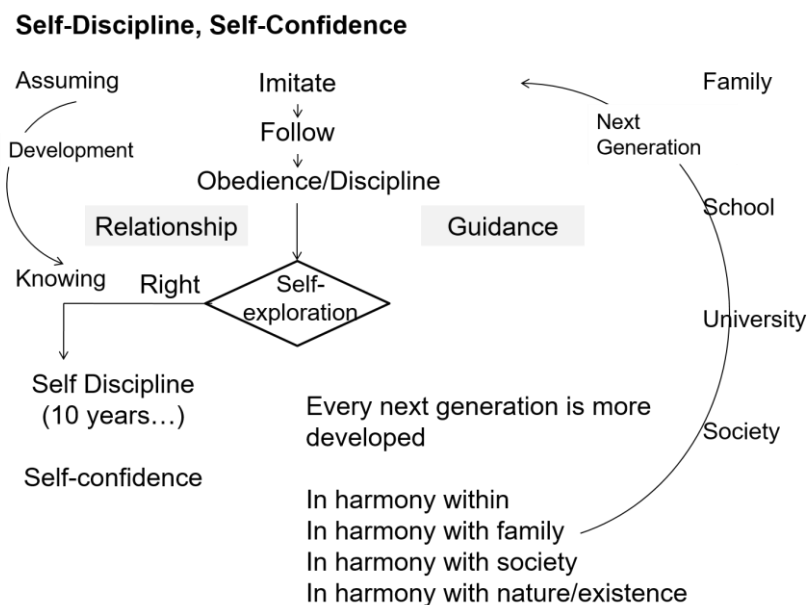 Self-Discipline, Self-Confidence
Assuming
Imitate
Family
Follow
Next
Generation
Development
Obedience/Discipline
School
Relationship
Guidance
Knowing
Right
Self-
exploration
University
Self Discipline
(10 years…)
Every next generation is more
developed
Society
Self-confidence
In harmony within
In harmony with family
In harmony with society
In harmony with nature/existence